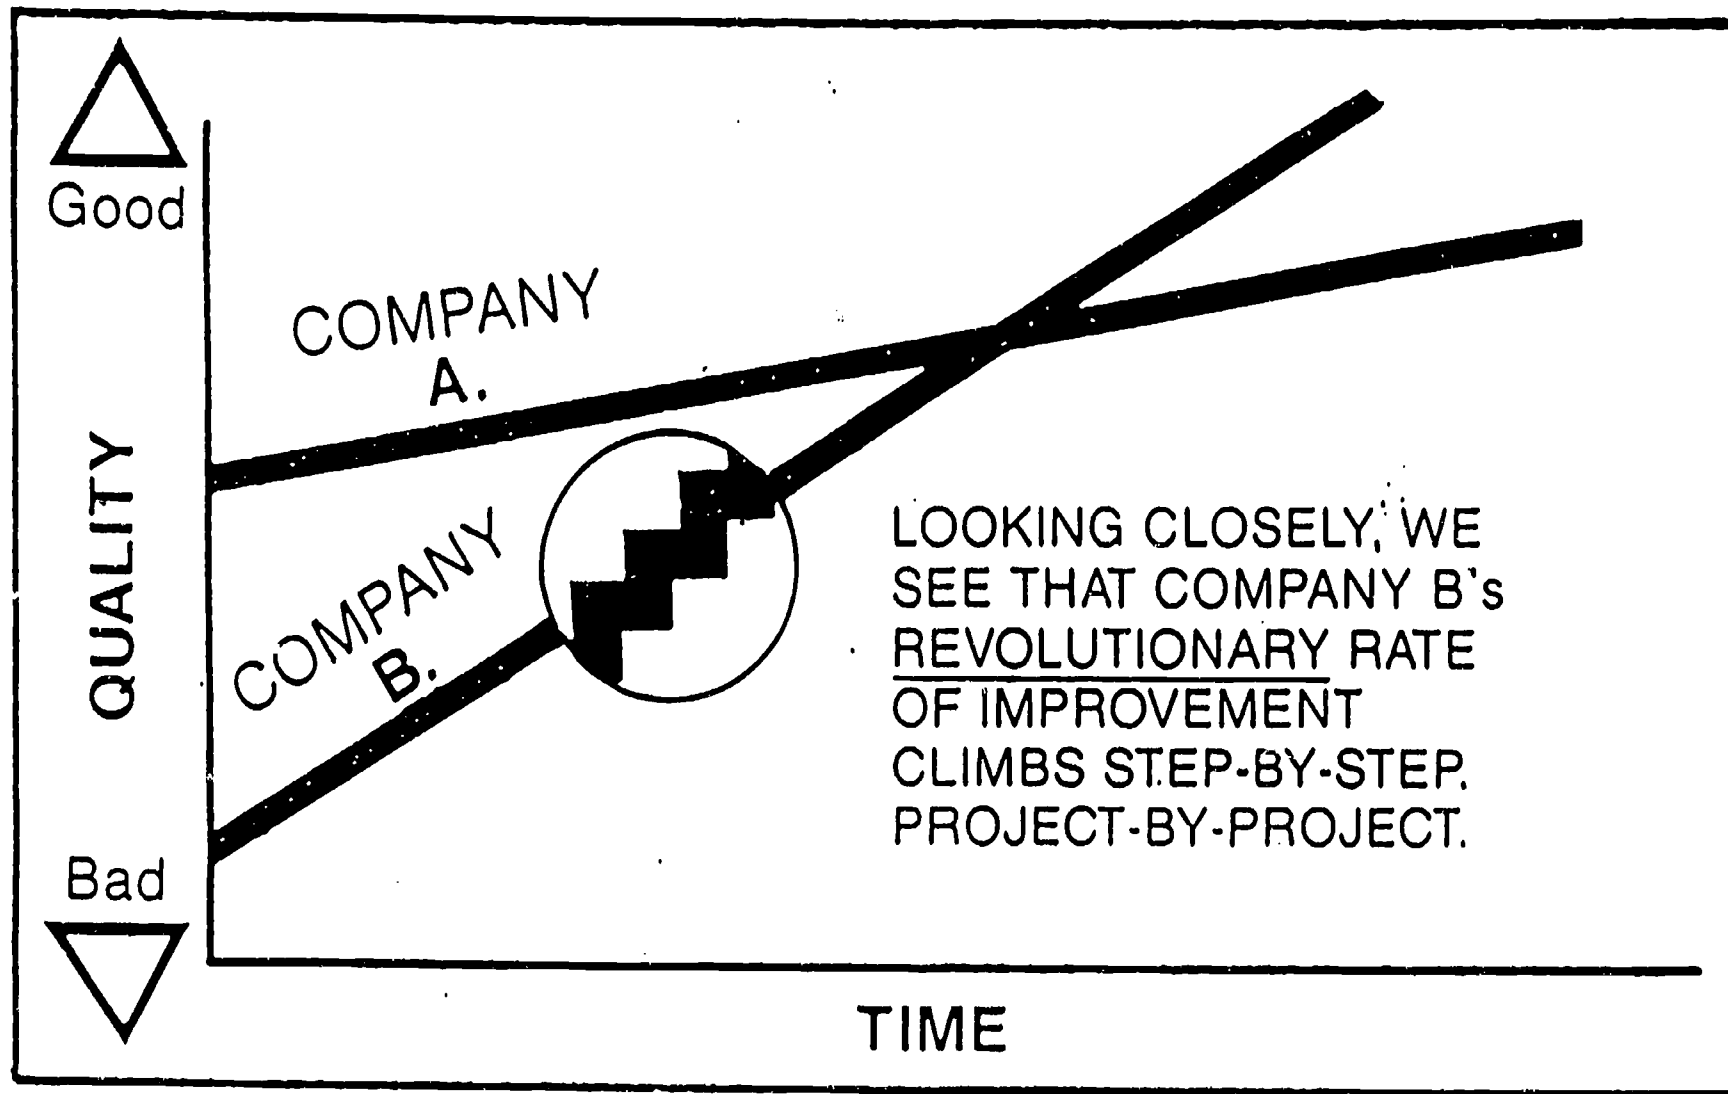 Good
COMPANY
A.
QUALITY
COMPANY
B.
LOOKING CLOSELY, WE
SEE THAT COMPANY B's
REVOLUTIONARY RATE
OF IMPROVEMENT
CLIMBS STEP-BY-STEP.
PROJECT-BY-PROJECT.
Bad
TIME